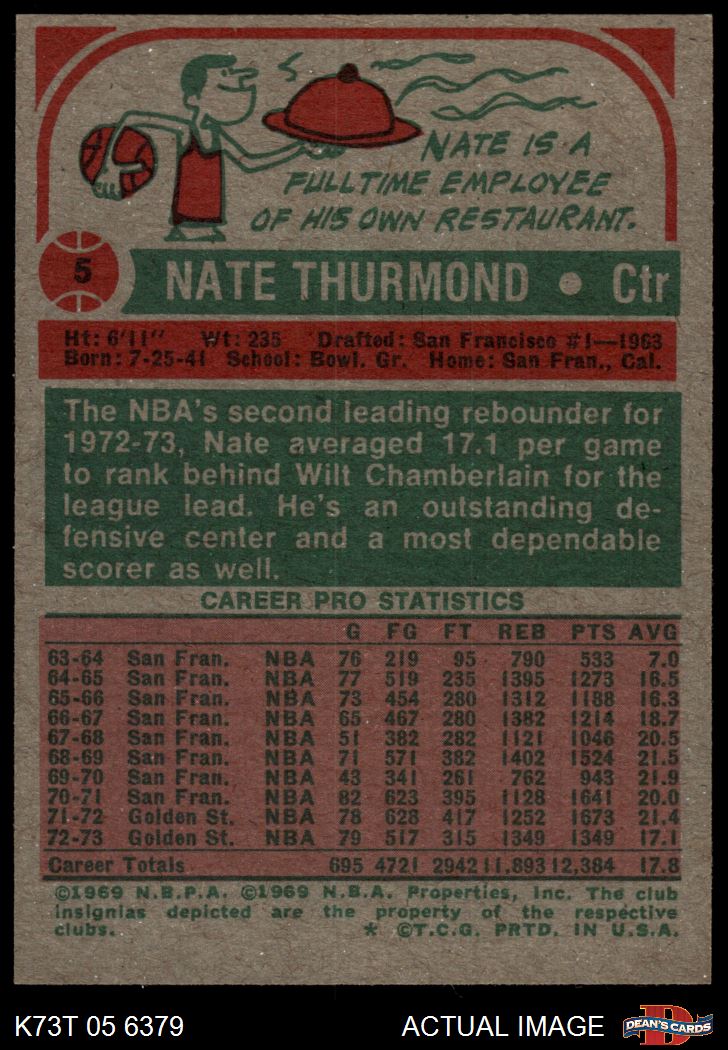 NATE IS A
FULLTIME EMPLOYEE
OF HIS OWN RESTAURANT.
5
NATE THURMOND • Ctr
Ht: 6'11" Wt: 235 Drafted: San Francisco #1—1963
Born: 7-25-41 School: Bowl. Gr. Home: San Fran., Cal.
The NBA's second leading rebounder for
1972-73, Nate averaged 17.1 per game
to rank behind Wilt Chamberlain for the
league lead. He's an outstanding de-
fensive center and a most dependable
scorer as well.
CAREER PRO STATISTICS
G FG FT REB PTS AVG
63-64 San Fran. NBA 76 219 95 790 533 7.0
64-65 San Fran. NBA 77 519 235 1395 1273 16.5
65-66 San Fran. NBA 73 454 280 1312 1188 16.3
66-67 San Fran. NBA 65 467 280 1382 1214 18.7
67-68 San Fran. NBA 51 382 282 1121 1046 20.5
68-69 San Fran. NBA 71 571 382 1402 1524 21.5
69-70 San Fran. NBA 43 341 261 762 943 21.9
70-71 San Fran. NBA 82 623 395 1128 1641 20.0
71-72 Golden St. NBA 78 628 417 1252 1673 21.4
72-73 Golden St. NBA 79 517 315 1349 1349 17.1
Career Totals 695 4721 2942 11,893 12,384 17.8
©1969 N.B.P.A. ©1969 N.B.A. Properties, Inc. The club
insignias depicted are the property of the respective
clubs. * ©T.C.G. PRTD. IN U.S.A.
K73T 05 6379 ACTUAL IMAGE
D
DEAN'S CARDS